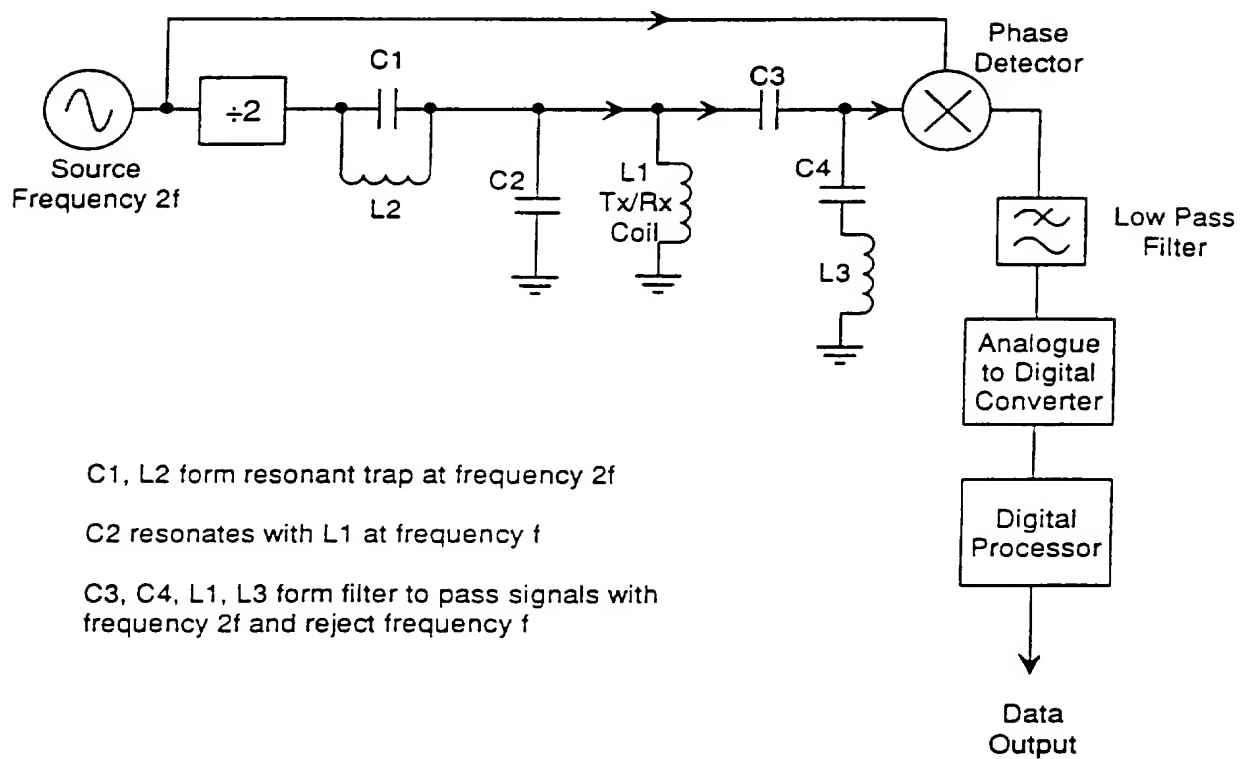 Phase
Detector
C1
C3
÷2
Source
Frequency 2f
L2
C2
L1
Tx/Rx
Coil
C4
L3
Low Pass
Filter
Analogue
to Digital
Converter
C1, L2 form resonant trap at frequency 2f
C2 resonates with L1 at frequency f
C3, C4, L1, L3 form filter to pass signals with
frequency 2f and reject frequency f
Digital
Processor
Data
Output